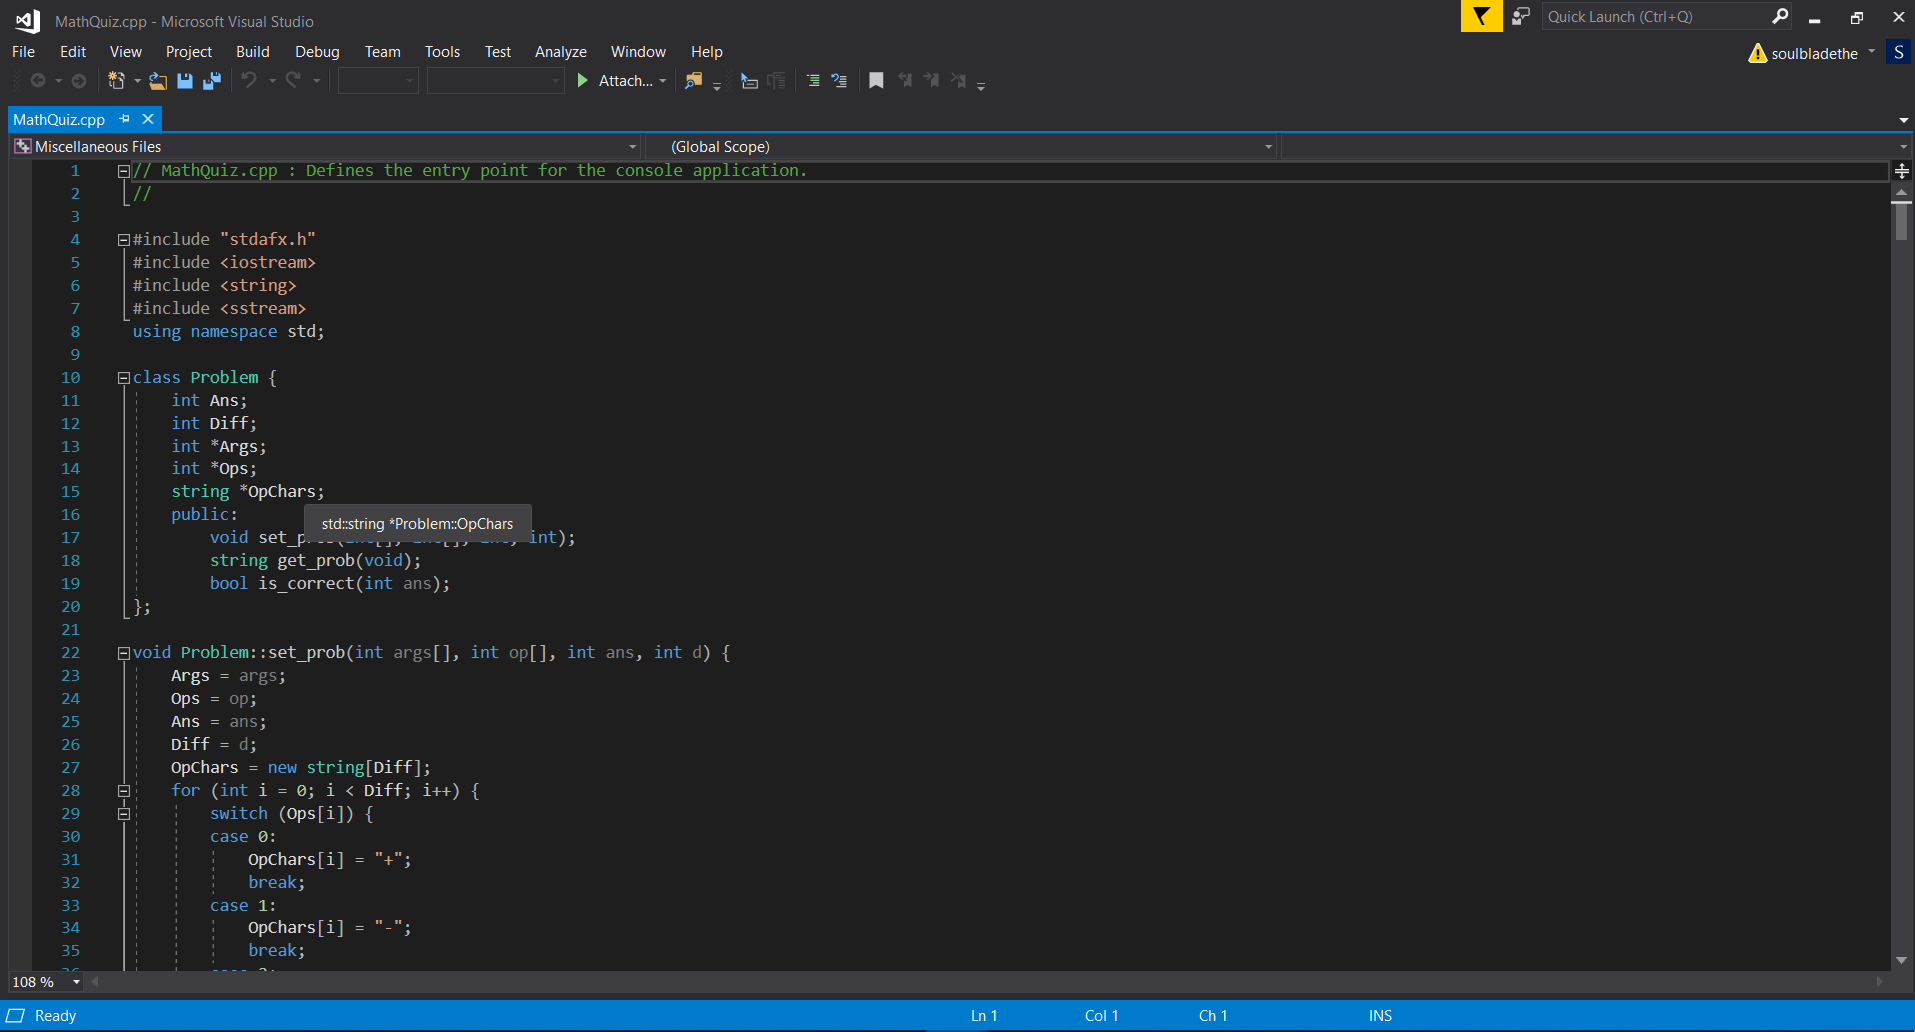 MathQuiz.cpp - Microsoft Visual Studio
Quick Launch (Ctrl+Q)
File Edit View Project Build Debug Team Tools Test Analyze Window Help
soulbladethe S
Attach...
MathQuiz.cpp
Miscellaneous Files (Global Scope)
1 // MathQuiz.cpp : Defines the entry point for the console application.
2 //
3
4 #include "stdafx.h"
5 #include <iostream>
6 #include <string>
7 #include <sstream>
8 using namespace std;
9
10 class Problem {
11 int Ans;
12 int Diff;
13 int *Args;
14 int *Ops;
15 string *OpChars;
16 public:
std::string *Problem::OpChars
17 void int);
18 string get_prob(void);
19 bool is_correct(int ans);
20 };
21
22 void Problem::set_prob(int args[], int op[], int ans, int d) {
23 Args = args;
24 Ops = op;
25 Ans = ans;
26 Diff = d;
27 OpChars = new string[Diff];
28 for (int i = 0; i < Diff; i++) {
29 switch (Ops[i]) {
30 case 0:
31 OpChars[i] = "+";
32 break;
33 case 1:
34 OpChars[i] = "-";
35 break;
108 %
Ready Ln 1 Col 1 Ch 1 INS